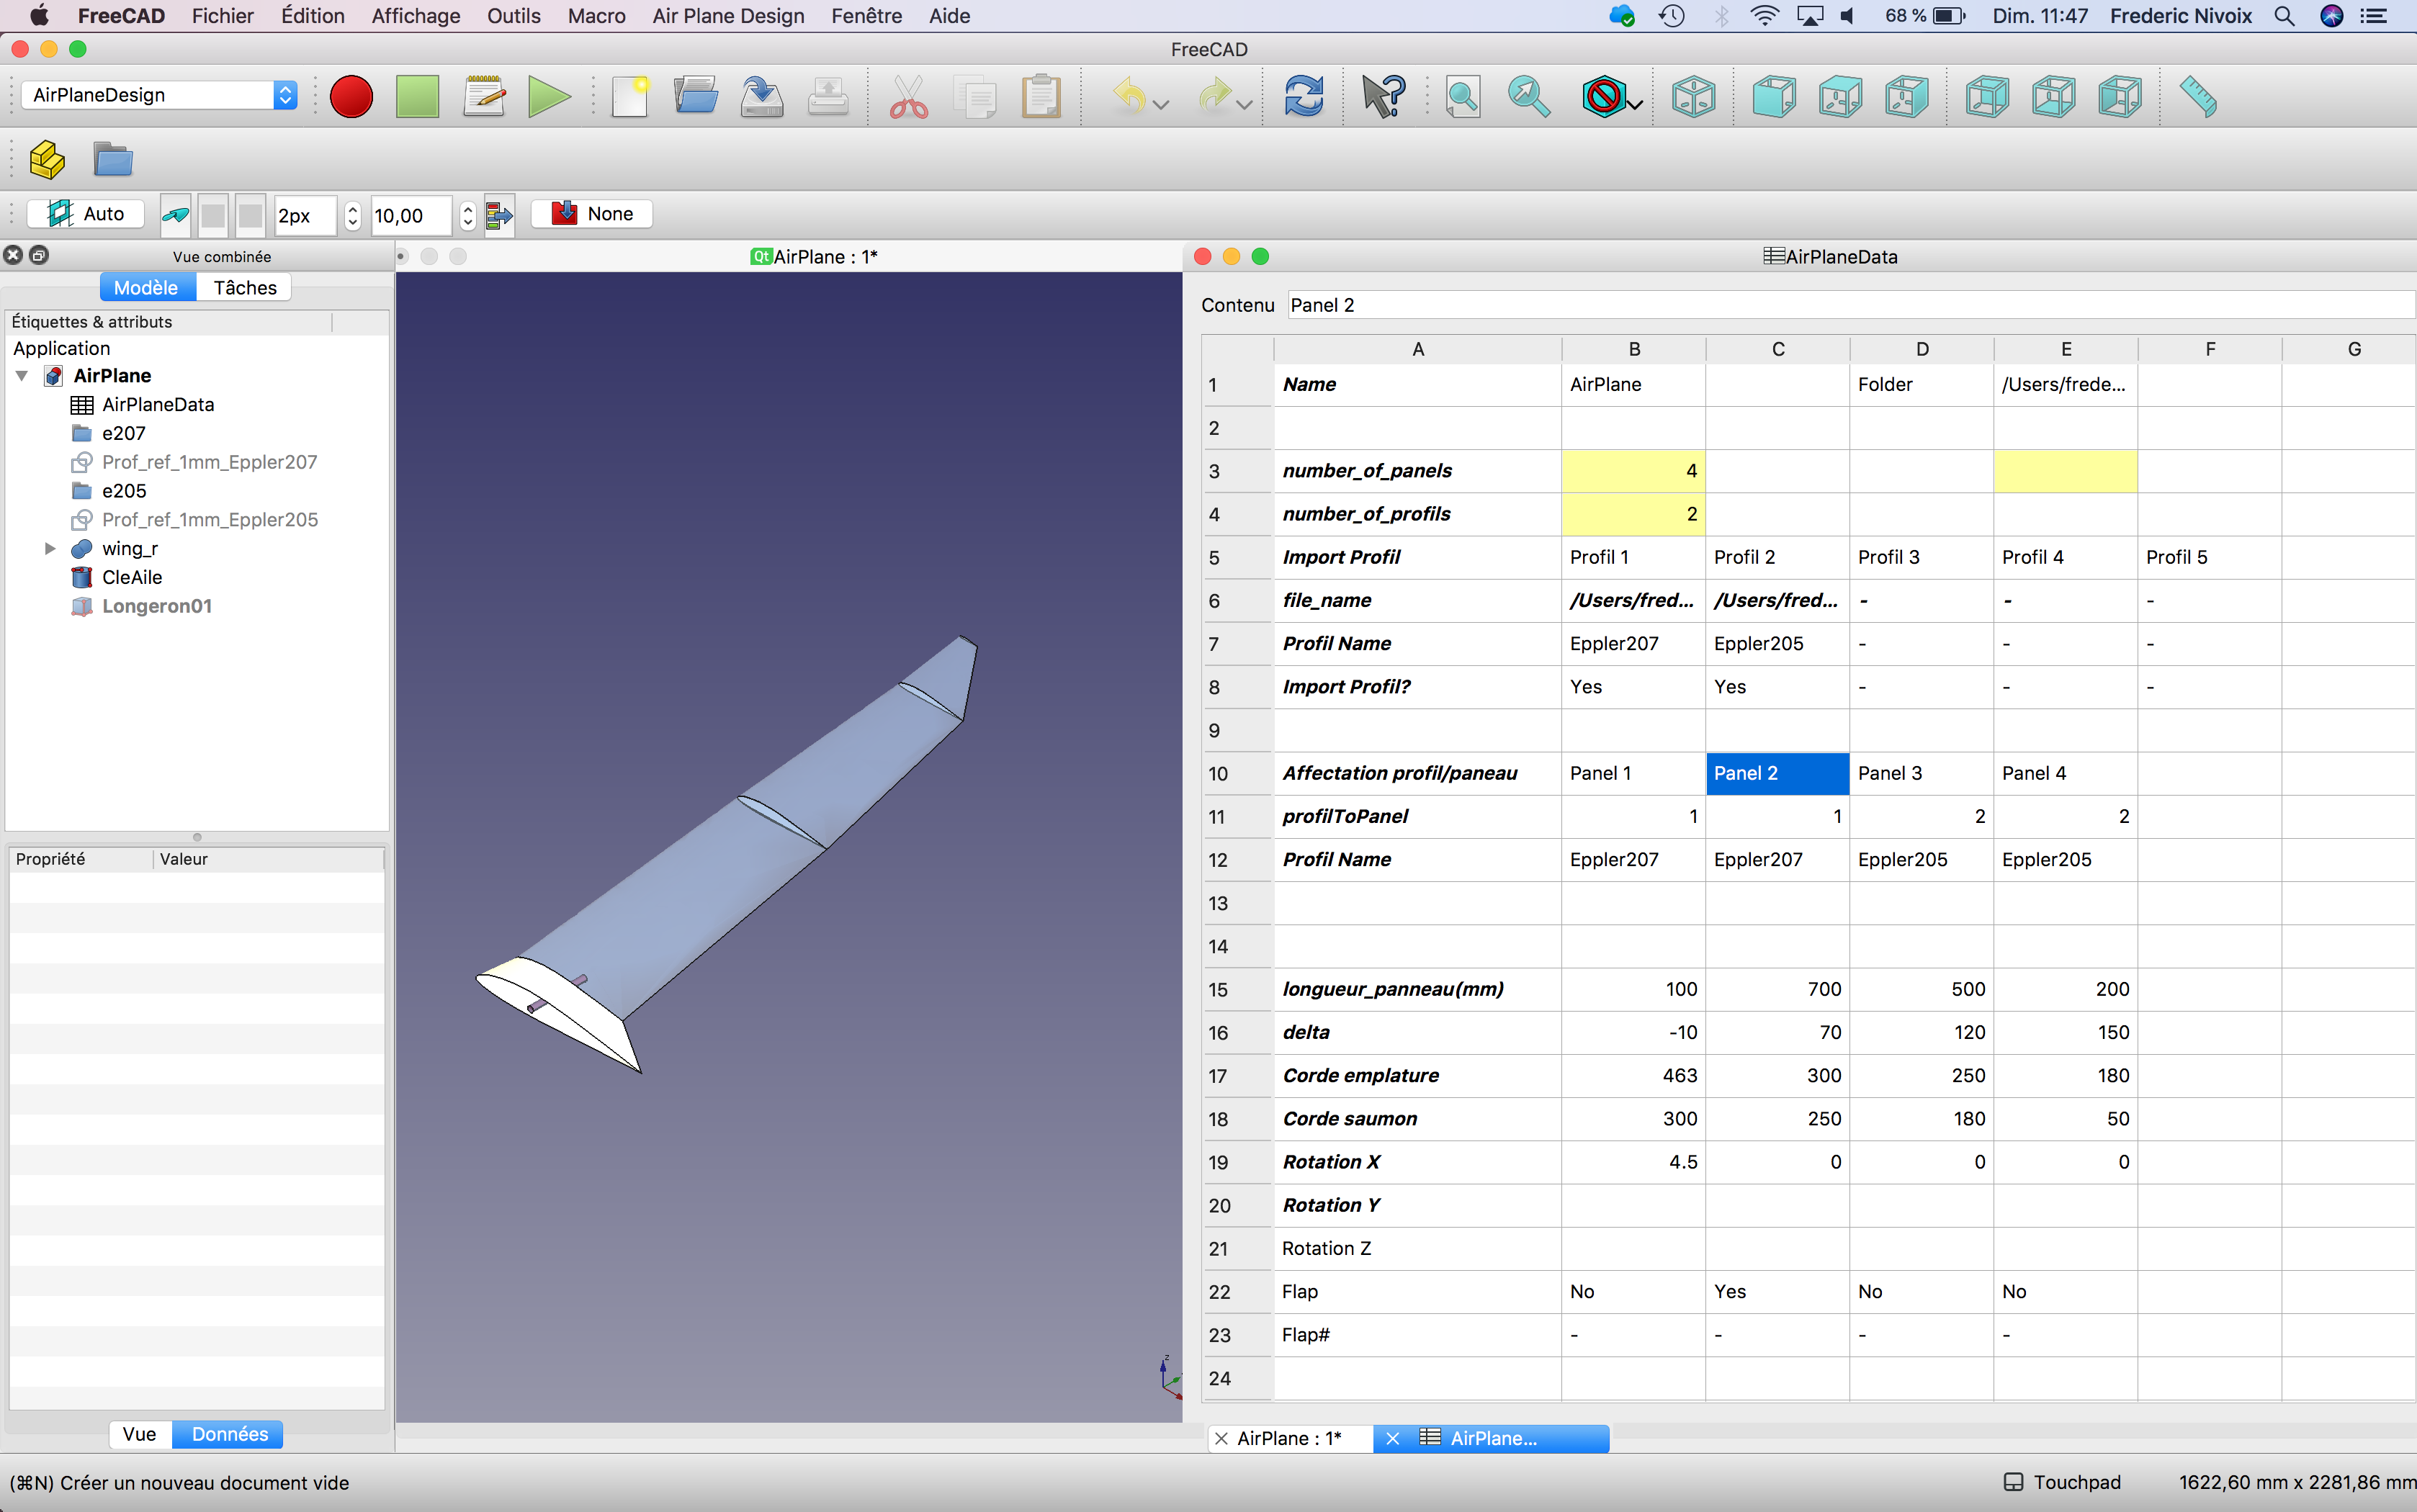 FreeCAD Fichier Édition Affichage Outils Macro Air Plane Design Fenêtre Aide 68 % Dim. 11:47 Frederic Nivoix
FreeCAD
AirPlaneDesign
Auto 2px 10,00 None
Vue combinée
Modèle Tâches
Étiquettes & attributs
Application
AirPlane
AirPlaneData
e207
Prof_ref_1mm_Eppler207
e205
Prof_ref_1mm_Eppler205
wing_r
CleAile
Longeron01
Propriété Valeur
Vue Données
Qt AirPlane : 1*
z
AirPlaneData
Contenu Panel 2
A B C D E F G
1 Name AirPlane Folder /Users/frede...
2
3 number_of_panels 4
4 number_of_profils 2
5 Import Profil Profil 1 Profil 2 Profil 3 Profil 4 Profil 5
6 file_name /Users/fred... /Users/fred... - - -
7 Profil Name Eppler207 Eppler205 - - -
8 Import Profil? Yes Yes - - -
9
10 Affectation profil/paneau Panel 1 Panel 2 Panel 3 Panel 4
11 profilToPanel 1 1 2 2
12 Profil Name Eppler207 Eppler207 Eppler205 Eppler205
13
14
15 longueur_panneau(mm) 100 700 500 200
16 delta -10 70 120 150
17 Corde emplature 463 300 250 180
18 Corde saumon 300 250 180 50
19 Rotation X 4.5 0 0 0
20 Rotation Y
21 Rotation Z
22 Flap No Yes No No
23 Flap# - - - -
24
AirPlane : 1* AirPlane...
(⌘N) Créer un nouveau document vide Touchpad 1622,60 mm x 2281,86 mm